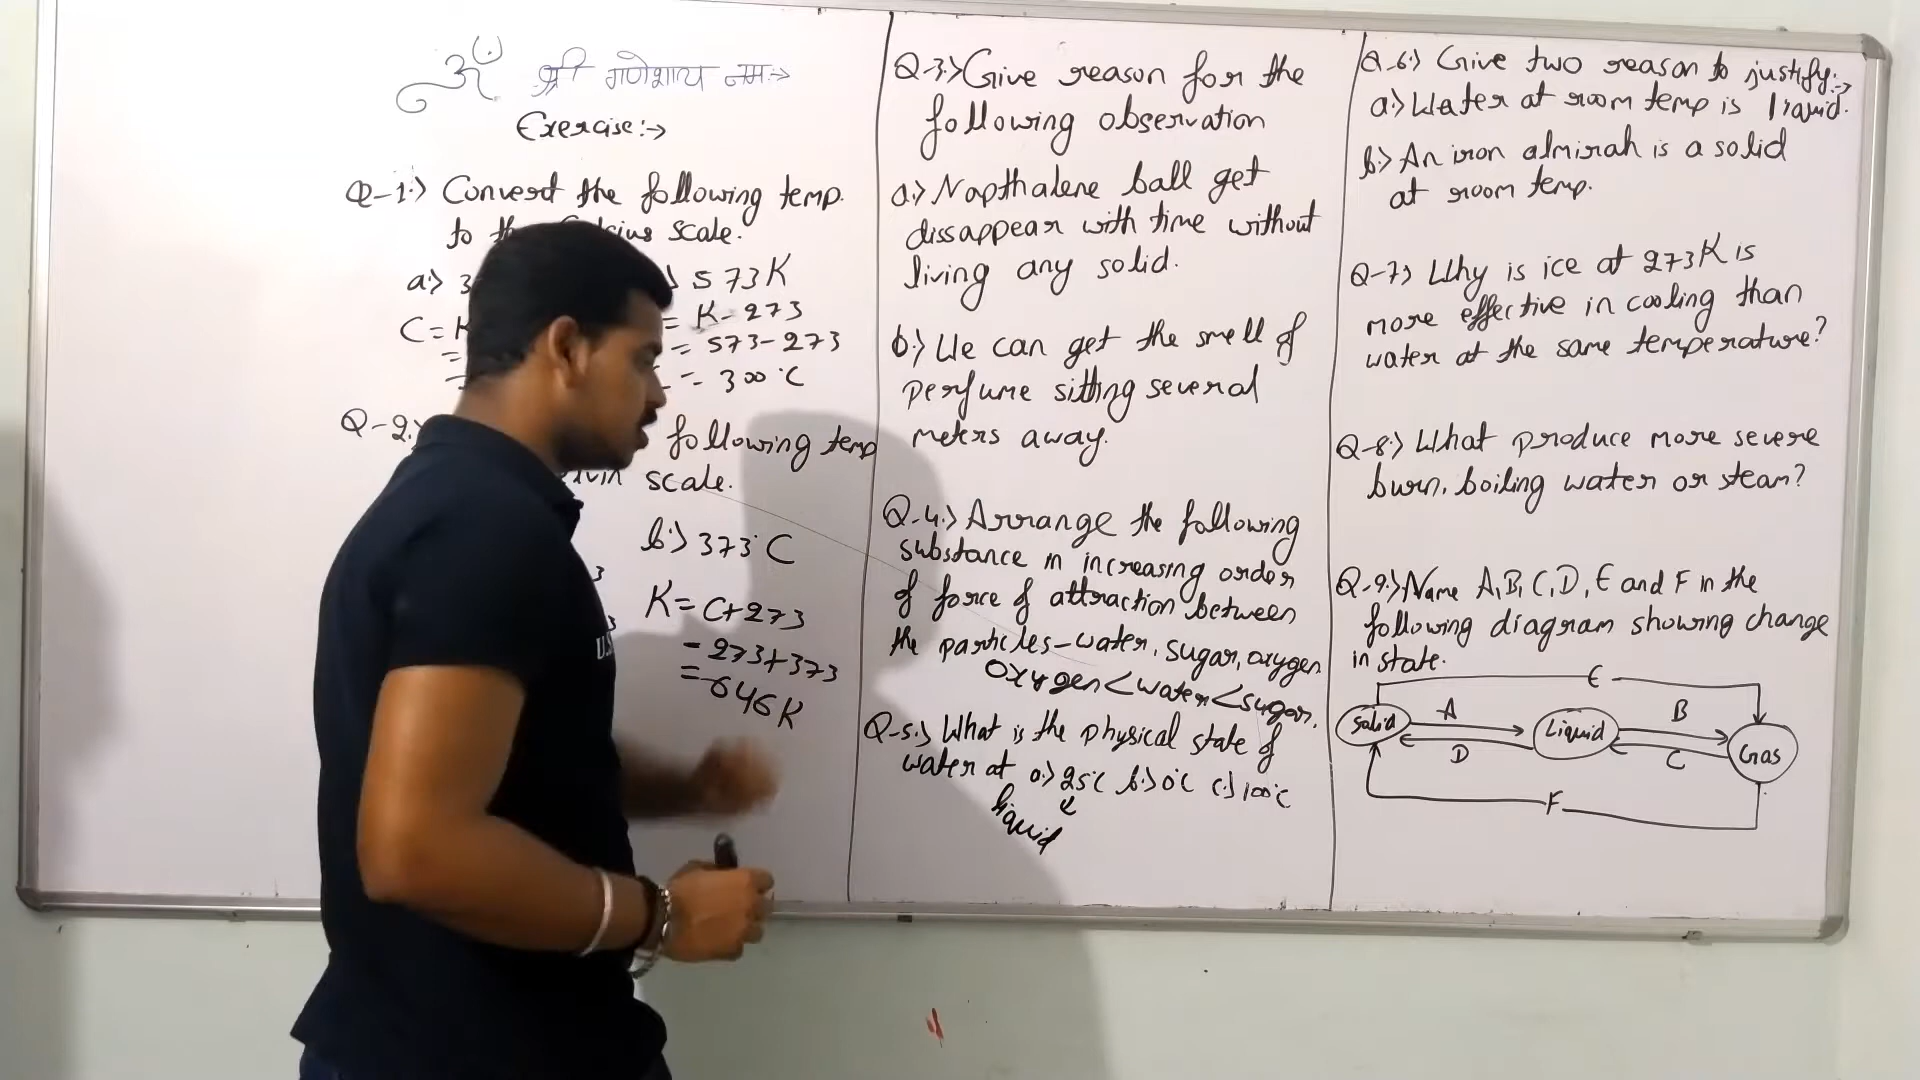 ॐ श्री गणेशाय नमः→
Exercise:→
Q-1:) Convert the following temp.
to scale.
a:> 3 573K
C=K = K-273
= = 573-273
= = 300°C
Q-2:) following temp
scale.
b:> 373°C
K= C+273
= 273+373
= 646K
Q-3:> Give reason for the
following observation
a:> Napthalene ball get
dissappear with time without
living any solid.
b:> We can get the smell of
perfume sitting several
meters away.
Q-4:> Arrange the following
substance in increasing order
of force of attraction between
the particles-water, sugar, oxygen.
oxygen<water<sugar.
Q-5:> What is the physical state of
water at a:> 25°C b:> 0°C c:> 100°C
liquid
Q-6:> Give two reason to justify:→
a:> Water at room temp is liquid.
b:> An iron almirah is a solid
at room temp.
Q-7:> Why is ice at 273K is
more effective in cooling than
water at the same temperature?
Q-8:> What produce more severe
burn, boiling water or steam?
Q-9:> Name A,B,C,D,E and F in the
following diagram showing change
in state.
E
Solid A Liquid B Gas
D C
F